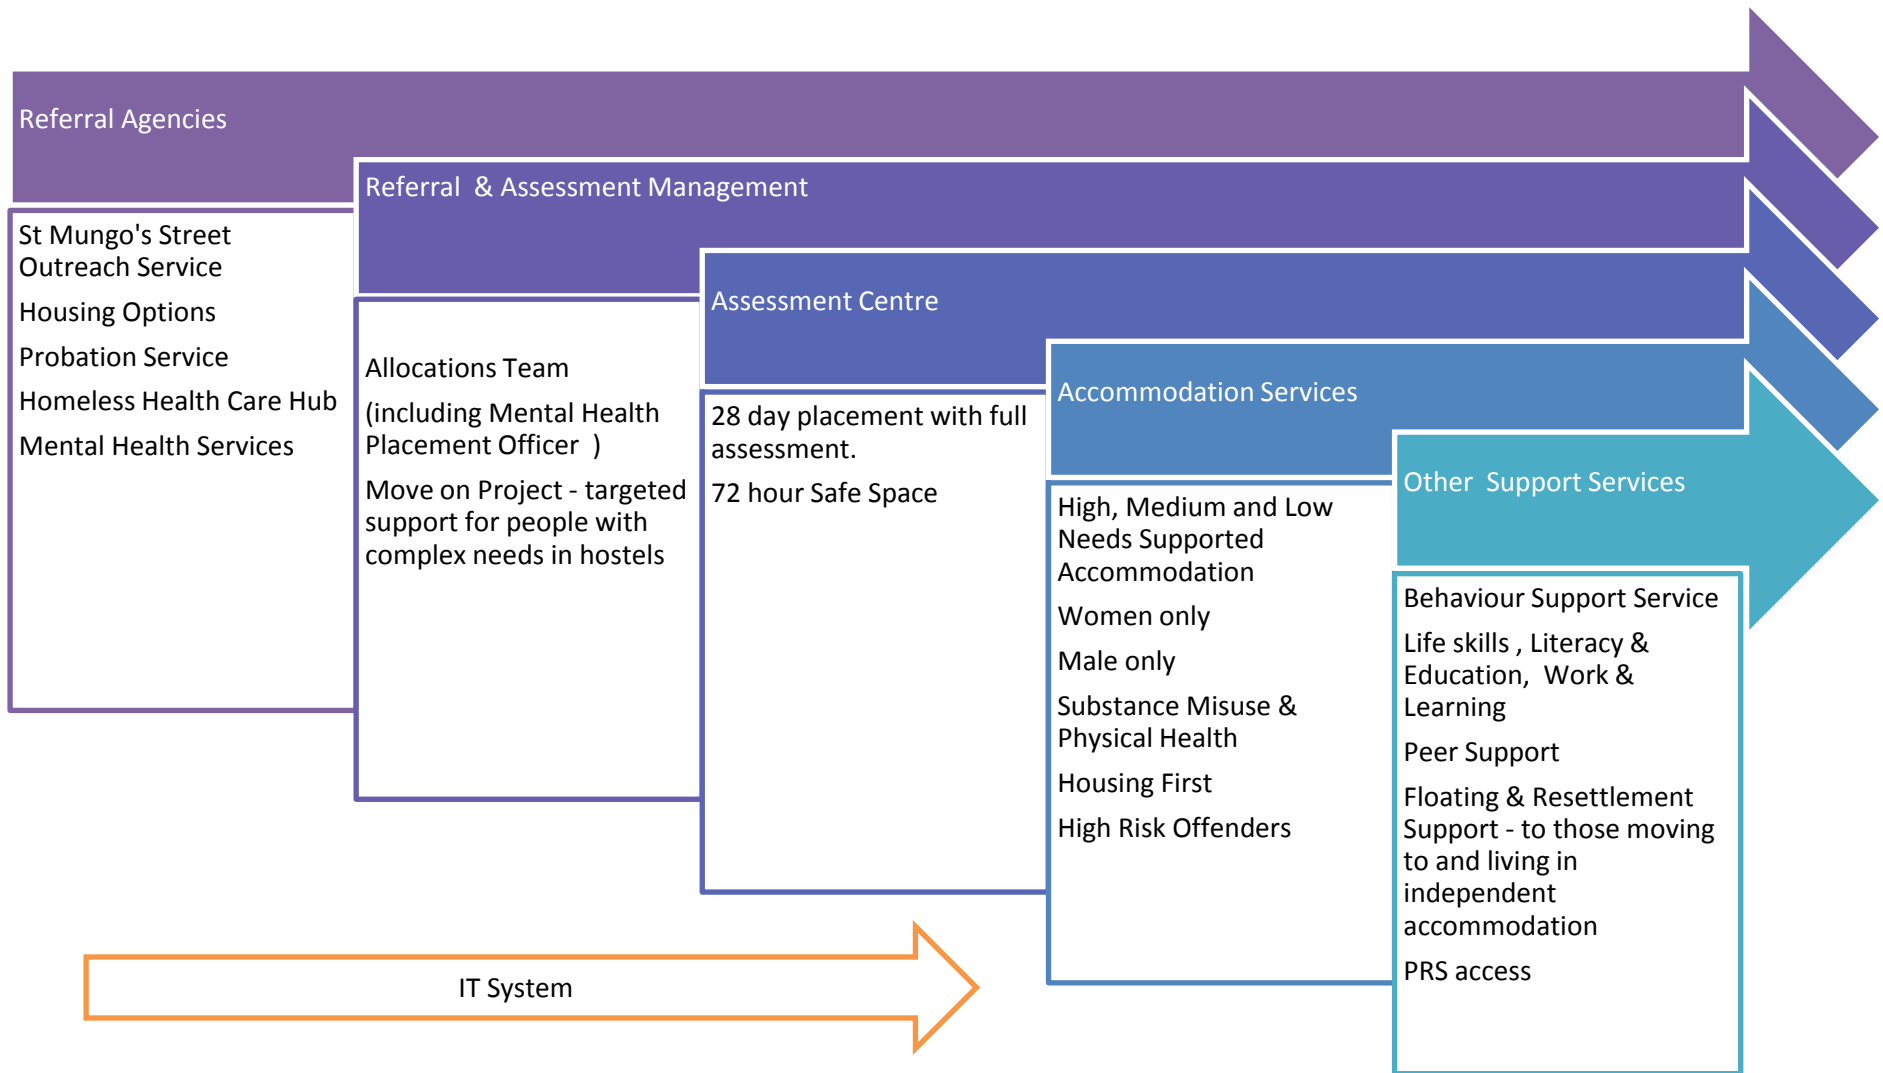 Referral Agencies
St Mungo's Street
Outreach Service
Housing Options
Probation Service
Homeless Health Care Hub
Mental Health Services
Referral  & Assessment Management
Allocations Team
(including Mental Health
Placement Officer  )
Move on Project - targeted
support for people with
complex needs in hostels
Assessment Centre
28 day placement with full
assessment.
72 hour Safe Space
Accommodation Services
High, Medium and Low
Needs Supported
Accommodation
Women only
Male only
Substance Misuse &
Physical Health
Housing First
High Risk Offenders
Other  Support Services
Behaviour Support Service
Life skills , Literacy &
Education,  Work &
Learning
Peer Support
Floating & Resettlement
Support - to those moving
to and living in
independent
accommodation
PRS access
IT System